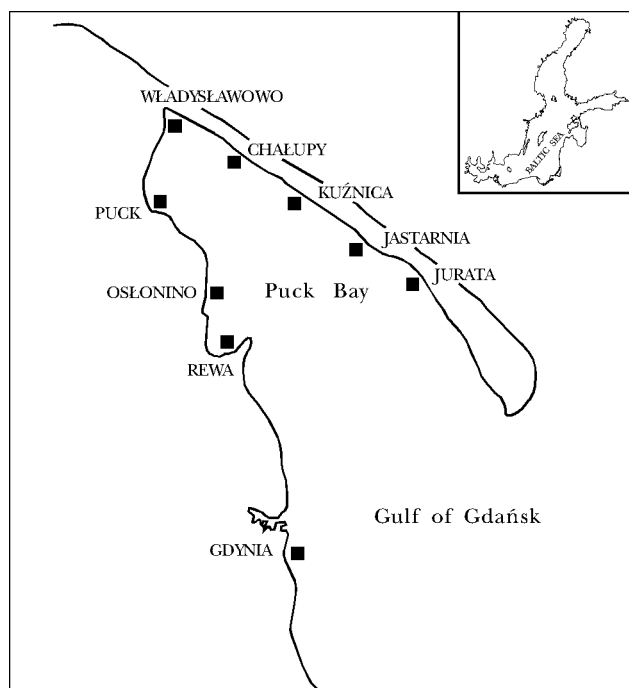 WŁADYSŁAWOWO
BALTIC SEA
CHAŁUPY
KUŹNICA
PUCK
JASTARNIA
JURATA
OSŁONINO
Puck Bay
REWA
Gulf of Gdańsk
GDYNIA